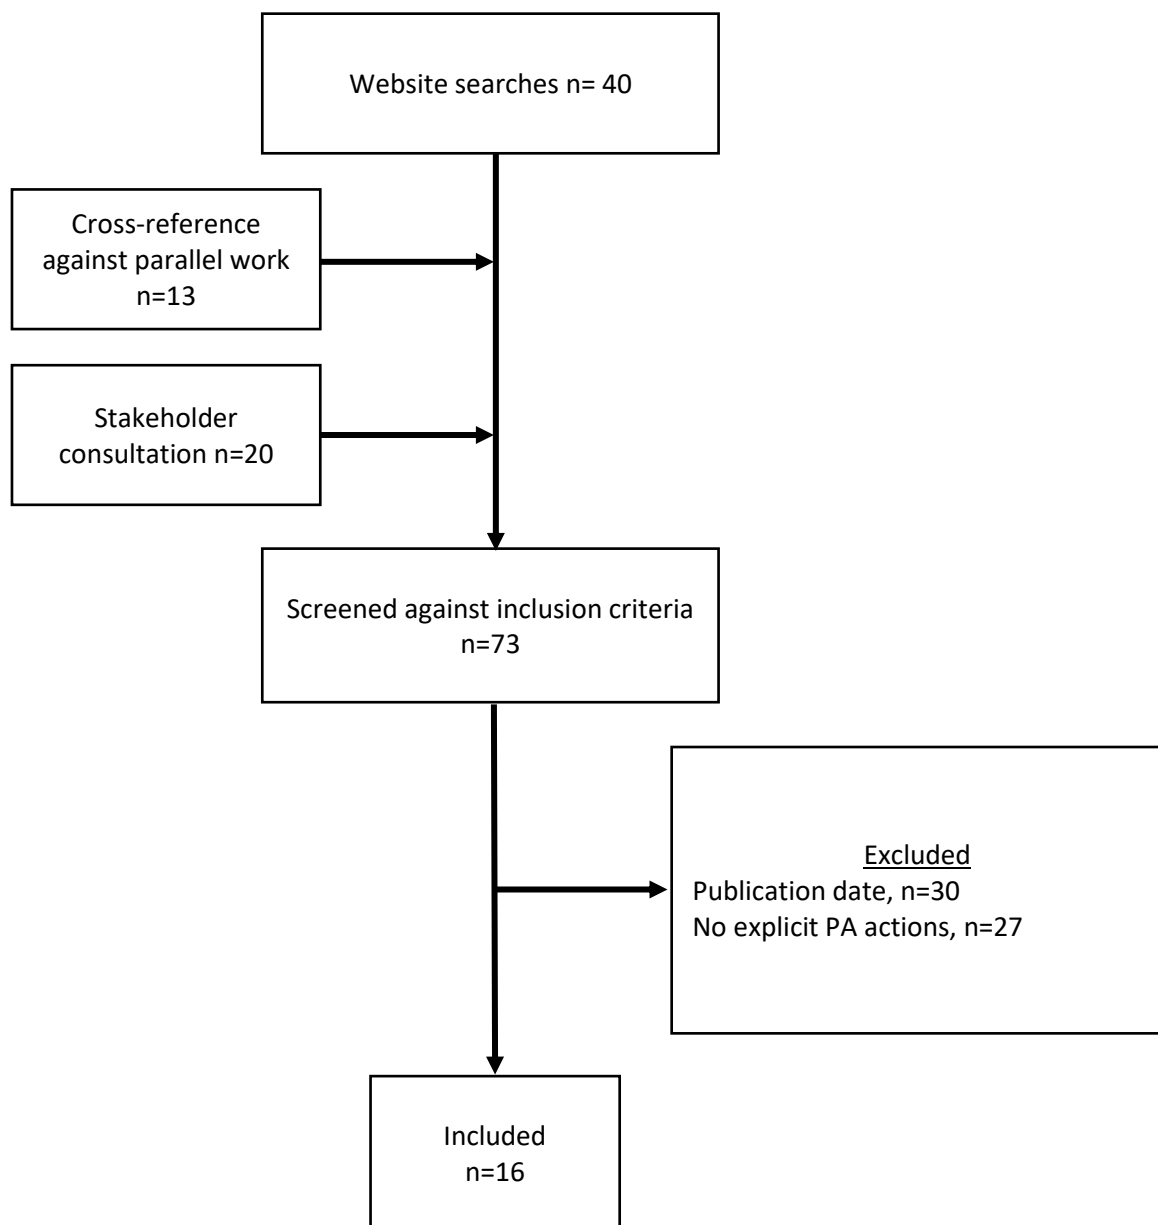 Website searches n= 40
Cross-reference
against parallel work
n=13
Stakeholder
consultation n=20
Screened against inclusion criteria
n=73
Excluded
Publication date, n=30
No explicit PA actions, n=27
Included
n=16